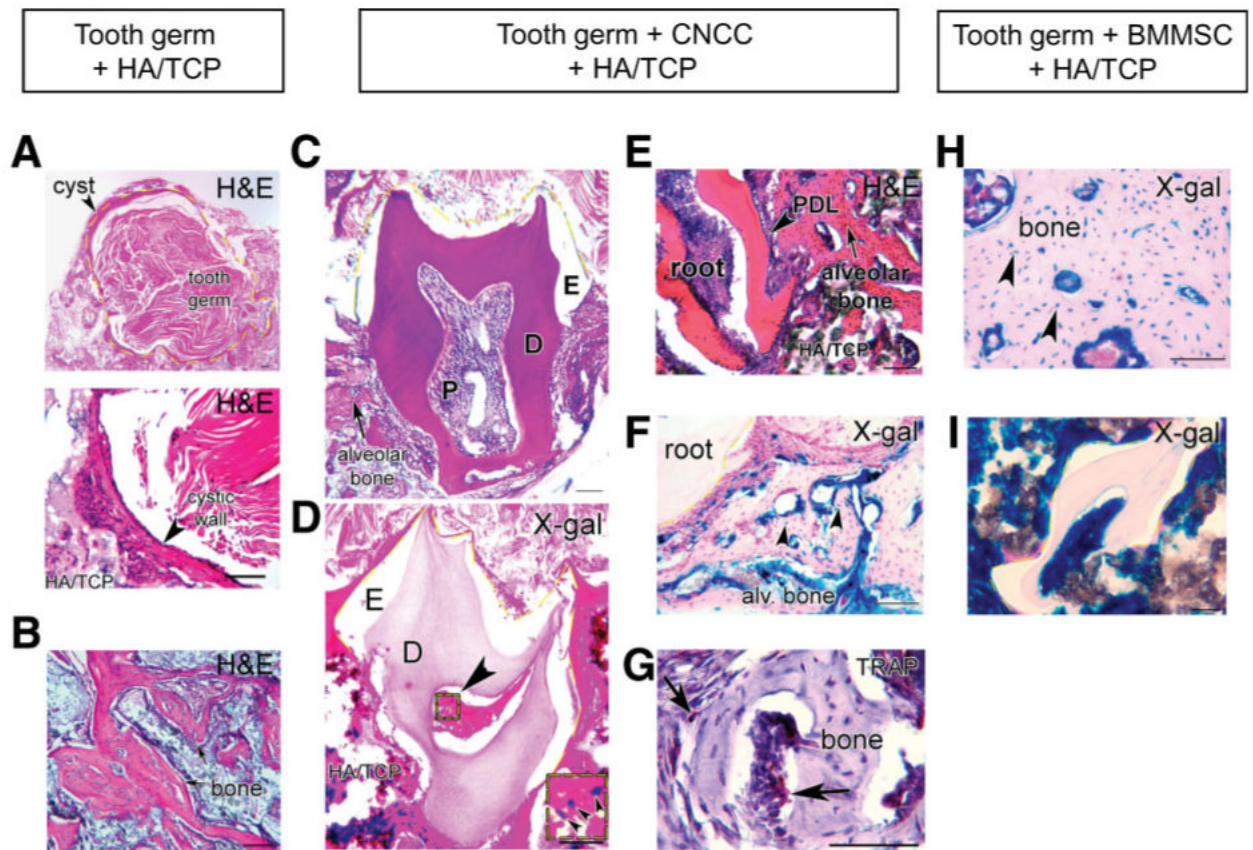 Tooth germ
+ HA/TCP
Tooth germ + CNCC
+ HA/TCP
Tooth germ + BMMSC
+ HA/TCP
A
H&E
cyst
tooth
germ
H&E
cystic
wall
HA/TCP
B
H&E
bone
C
E
D
P
alveolar
bone
D
X-gal
E
D
HA/TCP
E
H&E
PDL
root
alveolar
bone
HA/TCP
F
X-gal
root
alv. bone
G
TRAP
bone
H
X-gal
bone
I
X-gal